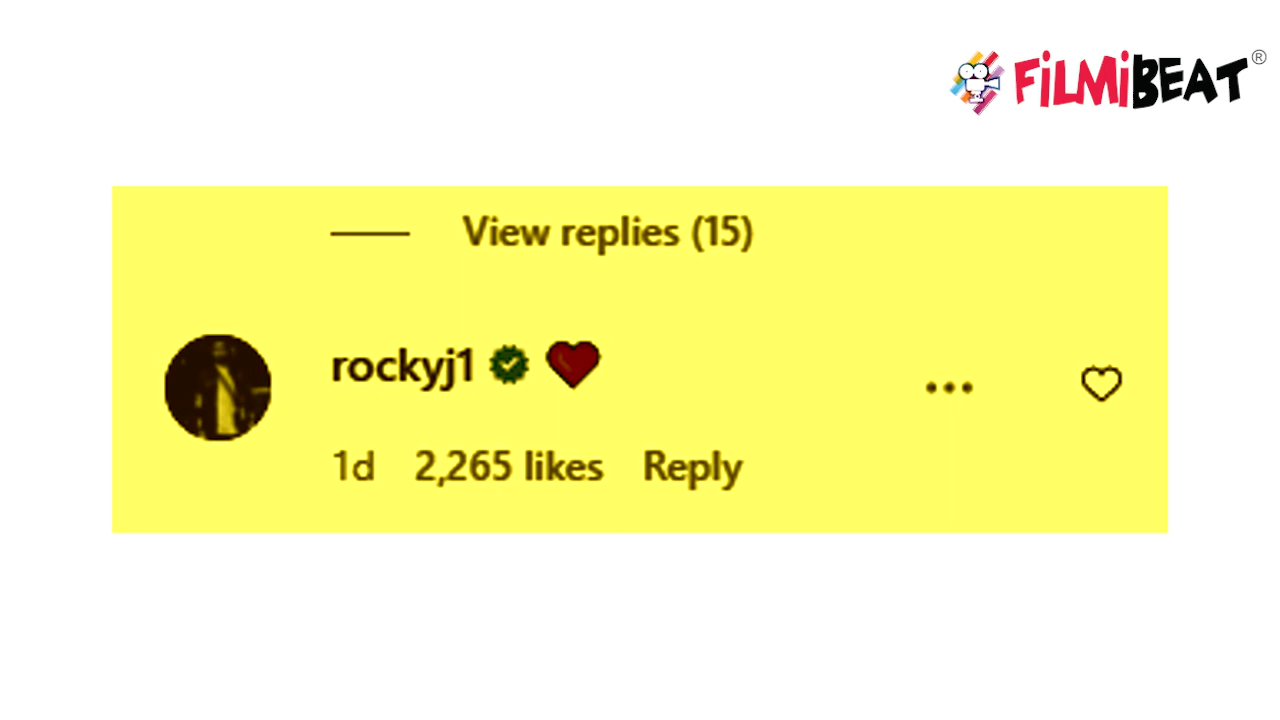 FiLMiBEAT®
View replies (15)
rockyj1 ❤️
1d 2,265 likes Reply